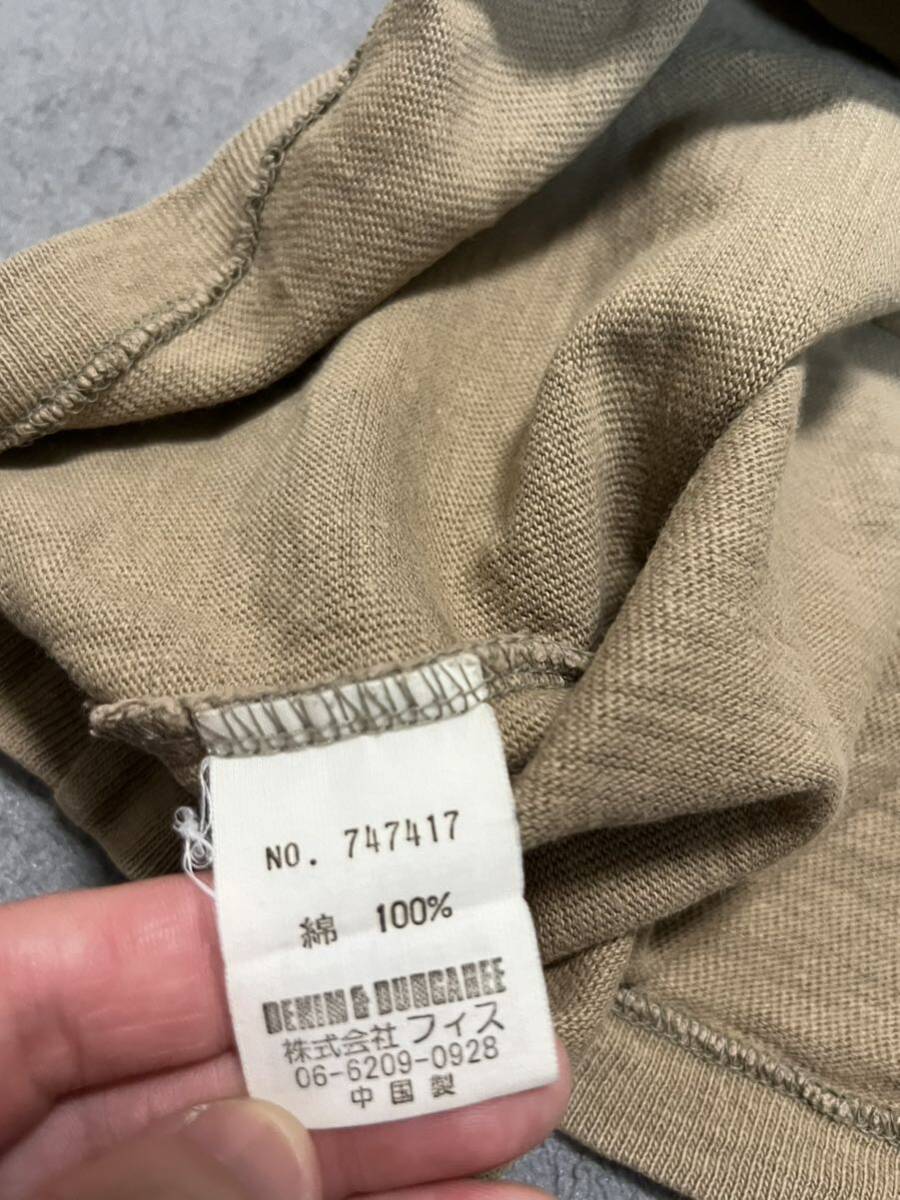 NO. 747417
綿 100%
DENIM & DUNGAREE
株式会社 フィス
06-6209-0928
中国製